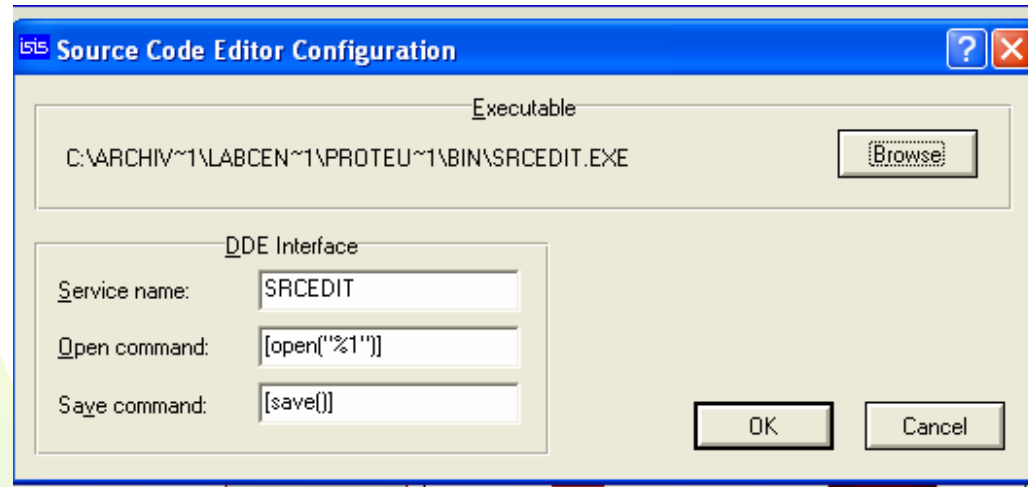 isis Source Code Editor Configuration
Executable
C:\ARCHIV~1\LABCEN~1\PROTEU~1\BIN\SRCEDIT.EXE
Browse
DDE Interface
Service name: SRCEDIT
Open command: [open("%1")]
Save command: [save()]
OK Cancel